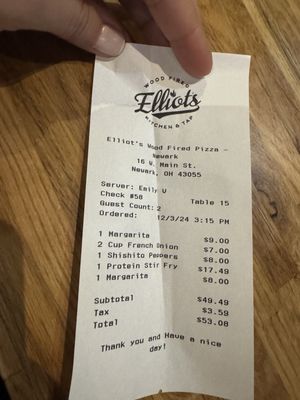 WOOD FIRED
Elliot's
KITCHEN & TAP
Elliot's Wood Fired Pizza -
Newark
16 W. Main St.
Newark, OH 43055
Server: Emily U
Check #58 Table 15
Guest Count: 2
Ordered: 12/3/24 3:15 PM
1 Margarita $9.00
2 Cup French Onion $7.00
1 Shishito Peppers $8.00
1 Protein Stir Fry $17.49
1 Margarita $8.00
Subtotal $49.49
Tax $3.59
Total $53.08
Thank you and Have a nice
day!